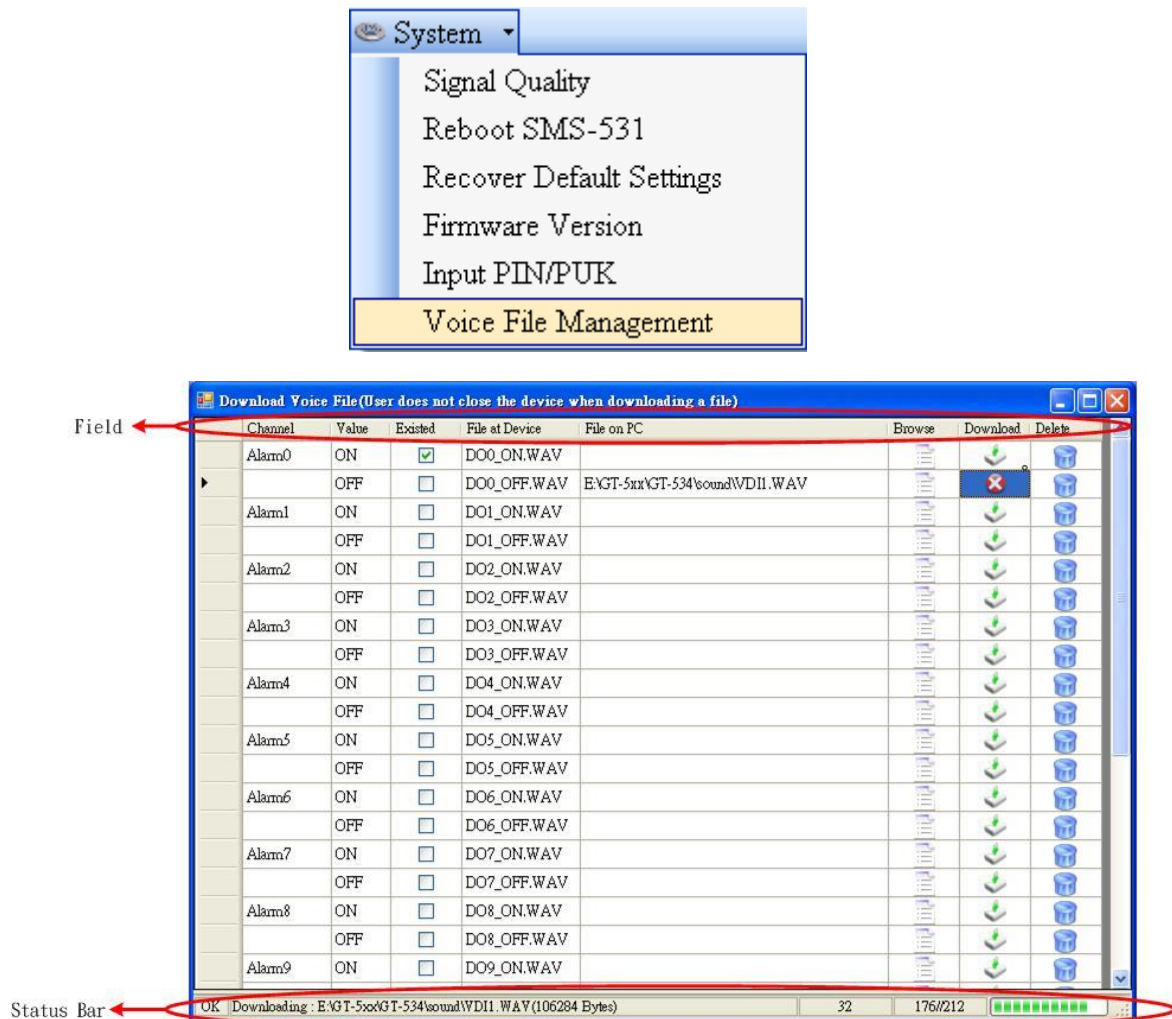 System
Signal Quality
Reboot SMS-531
Recover Default Settings
Firmware Version
Input PIN/PUK
Voice File Management
Download Voice File(User does not close the device when downloading a file)
Field
Channel Value Existed File at Device File on PC Browse Download Delete
Alarm0 ON DO0_ON.WAV
OFF DO0_OFF.WAV E:\GT-5xx\GT-534\sound\VDI1.WAV
Alarm1 ON DO1_ON.WAV
OFF DO1_OFF.WAV
Alarm2 ON DO2_ON.WAV
OFF DO2_OFF.WAV
Alarm3 ON DO3_ON.WAV
OFF DO3_OFF.WAV
Alarm4 ON DO4_ON.WAV
OFF DO4_OFF.WAV
Alarm5 ON DO5_ON.WAV
OFF DO5_OFF.WAV
Alarm6 ON DO6_ON.WAV
OFF DO6_OFF.WAV
Alarm7 ON DO7_ON.WAV
OFF DO7_OFF.WAV
Alarm8 ON DO8_ON.WAV
OFF DO8_OFF.WAV
Alarm9 ON DO9_ON.WAV
Status Bar
OK Downloading : E:\GT-5xx\GT-534\sound\VDI1.WAV(106284 Bytes) 32 176//212